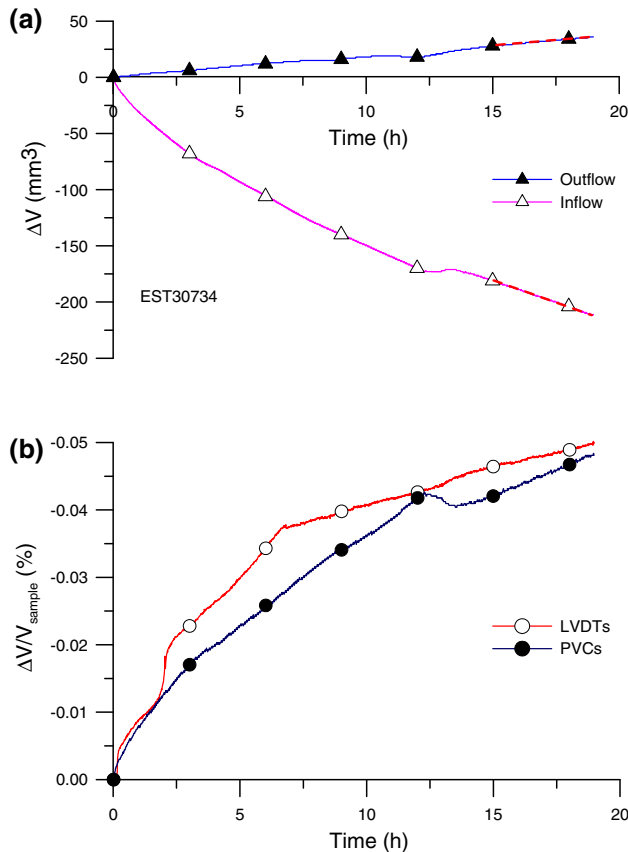 (a)
50
0
-50
-100
-150
-200
-250
ΔV (mm3)
0 5 10 15 20
Time (h)
Outflow
Inflow
EST30734
(b)
-0.05
-0.04
-0.03
-0.02
-0.01
0.00
ΔV/Vsample (%)
LVDTs
PVCs
0 5 10 15 20
Time (h)